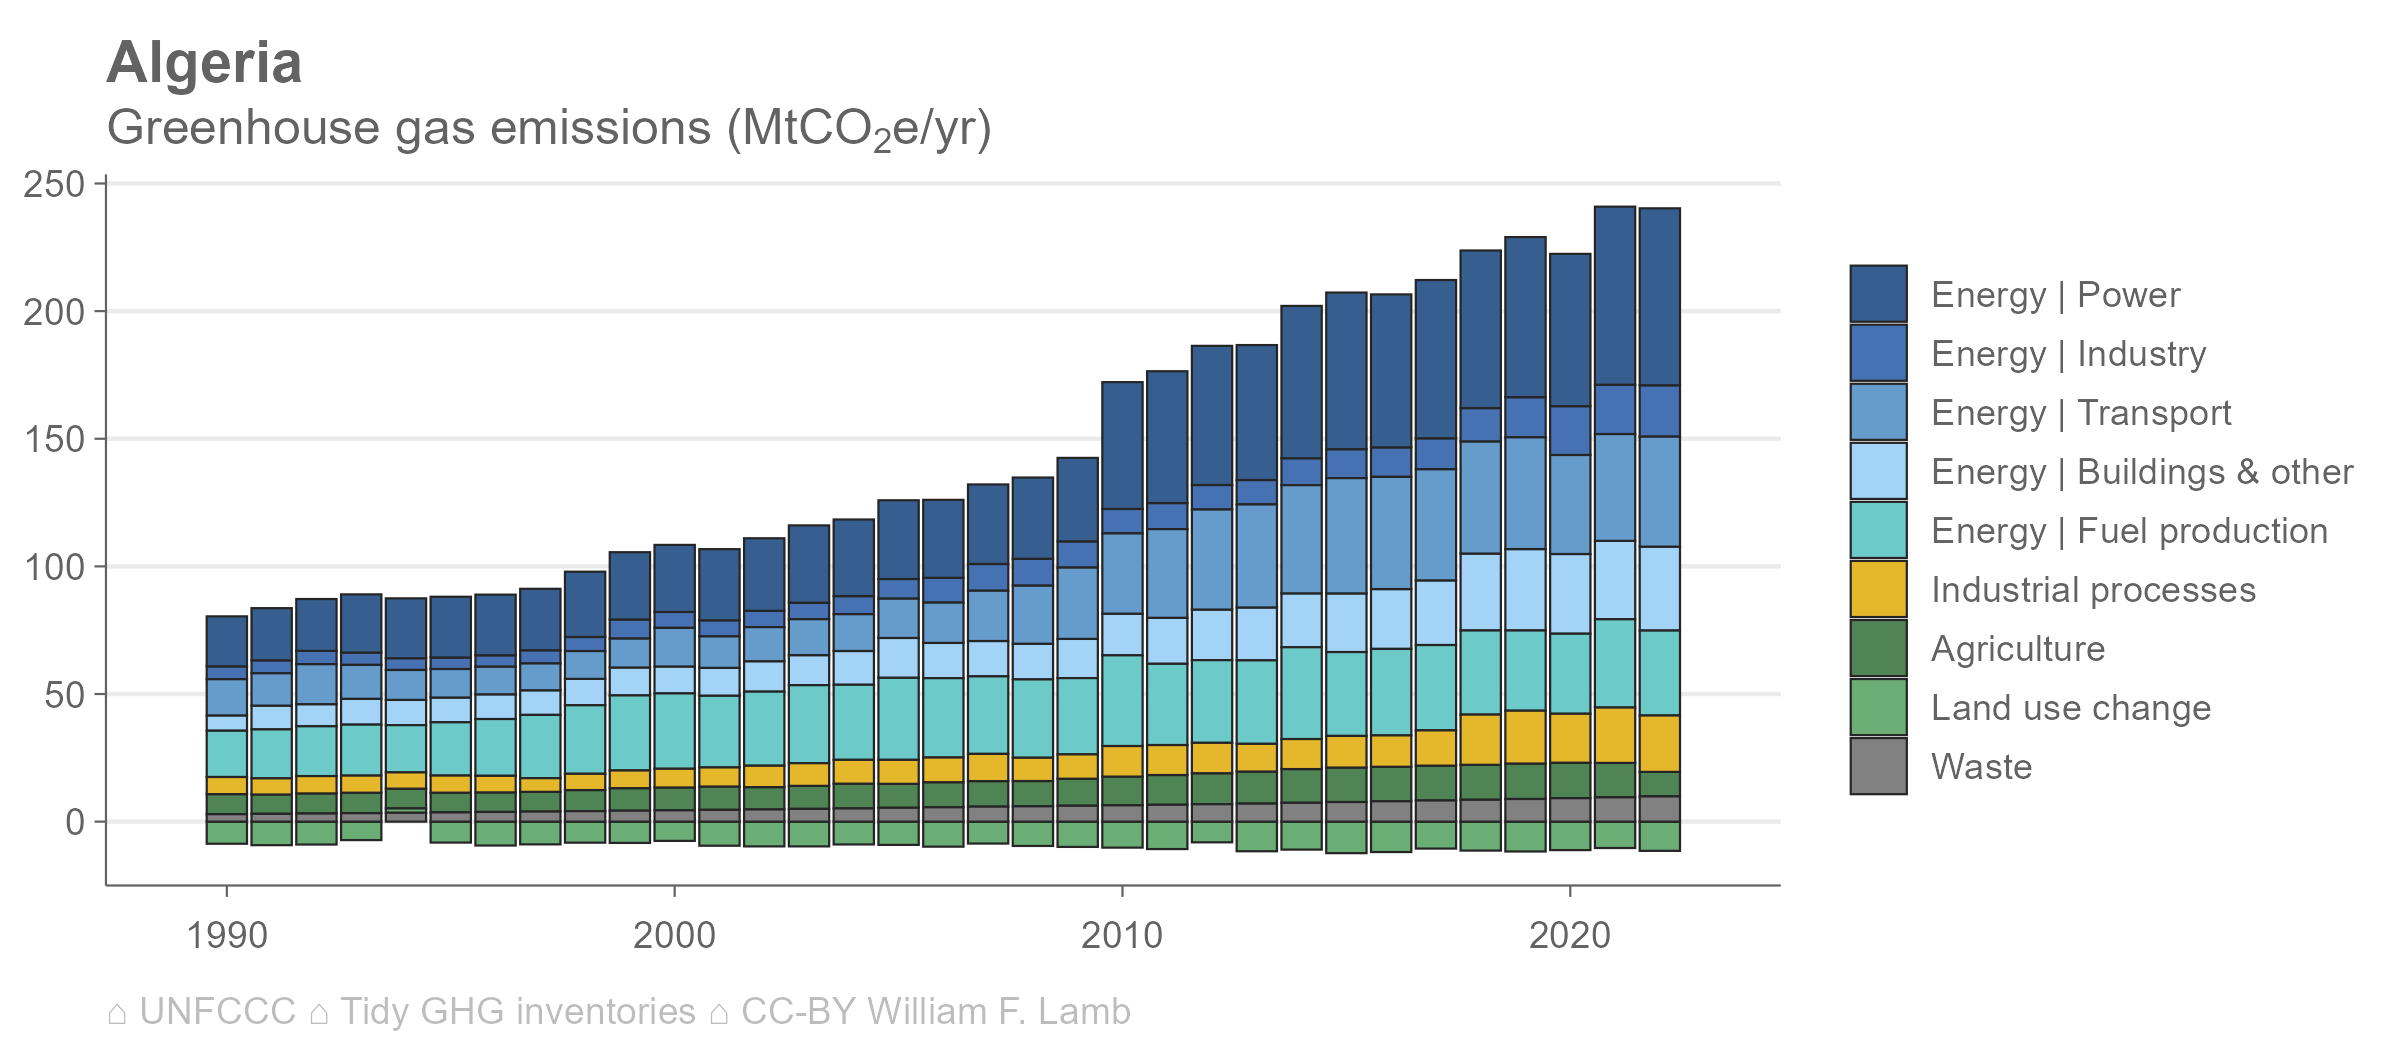 Algeria
Greenhouse gas emissions (MtCO₂e/yr)
250
200
150
100
50
0
1990 2000 2010 2020
Energy | Power
Energy | Industry
Energy | Transport
Energy | Buildings & other
Energy | Fuel production
Industrial processes
Agriculture
Land use change
Waste
⌂ UNFCCC ⌂ Tidy GHG inventories ⌂ CC-BY William F. Lamb